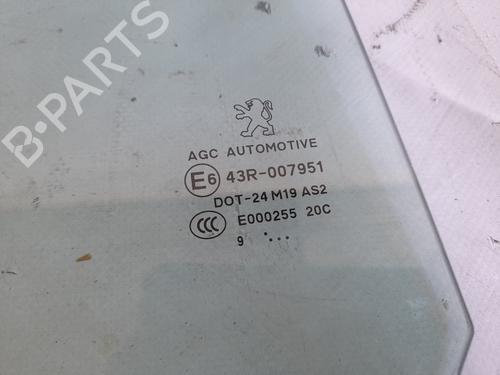 B-PARTS
AGC AUTOMOTIVE
E6 43R-007951
DOT-24 M19 AS2
CCC E000255 20C
9 .·...